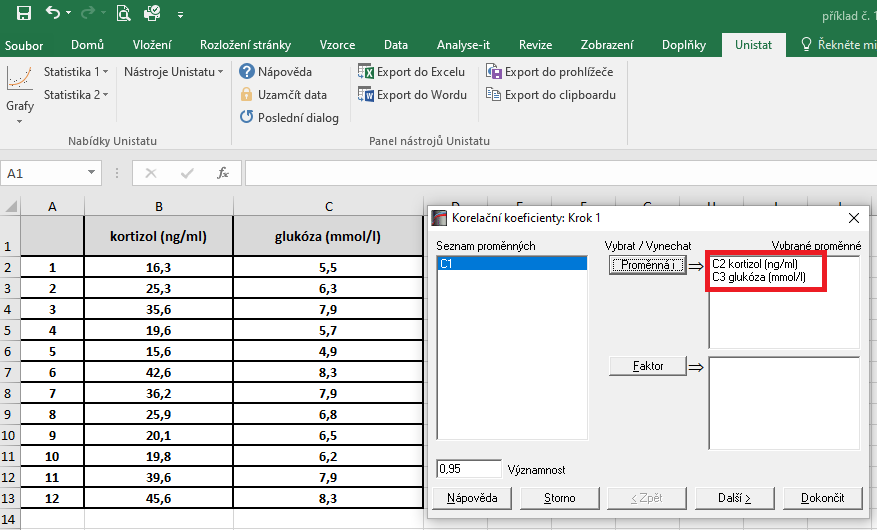 příklad č. 1
Soubor Domů Vložení Rozložení stránky Vzorce Data Analyse-it Revize Zobrazení Doplňky Unistat Řekněte mi
Grafy
Statistika 1
Statistika 2
Nástroje Unistatu
Nabídky Unistatu
Nápověda
Uzamčít data
Poslední dialog
Export do Excelu
Export do Wordu
Export do prohlížeče
Export do clipboardu
Panel nástrojů Unistatu
A1 fx
A B C
1 kortizol (ng/ml) glukóza (mmol/l)
2 1 16,3 5,5
3 2 25,3 6,3
4 3 35,6 7,9
5 4 19,6 5,7
6 5 15,6 4,9
7 6 42,6 8,3
8 7 36,2 7,9
9 8 25,9 6,8
10 9 20,1 6,5
11 10 19,8 6,2
12 11 39,6 7,9
13 12 45,6 8,3
14
Korelační koeficienty: Krok 1
Seznam proměnných
Vybrat / Vynechat
Vybrané proměnné
C1
Proměnná i
C2 kortizol (ng/ml)
C3 glukóza (mmol/l)
Faktor
0,95 Významnost
Nápověda Storno < Zpět Další > Dokončit